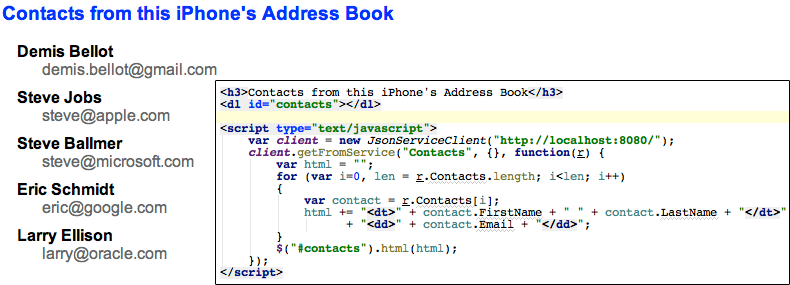 Contacts from this iPhone's Address Book
Demis Bellot
demis.bellot@gmail.com
Steve Jobs
steve@apple.com
Steve Ballmer
steve@microsoft.com
Eric Schmidt
eric@google.com
Larry Ellison
larry@oracle.com
<h3>Contacts from this iPhone's Address Book</h3>
<dl id="contacts"></dl>
<script type="text/javascript">
    var client = new JsonServiceClient("http://localhost:8080/");
    client.getFromService("Contacts", {}, function(r) {
        var html = "";
        for (var i=0, len = r.Contacts.length; i<len; i++)
        {
            var contact = r.Contacts[i];
            html += "<dt>" + contact.FirstName + " " + contact.LastName + "</dt>"
                  + "<dd>" + contact.Email + "</dd>";
        }
        $("#contacts").html(html);
    });
</script>